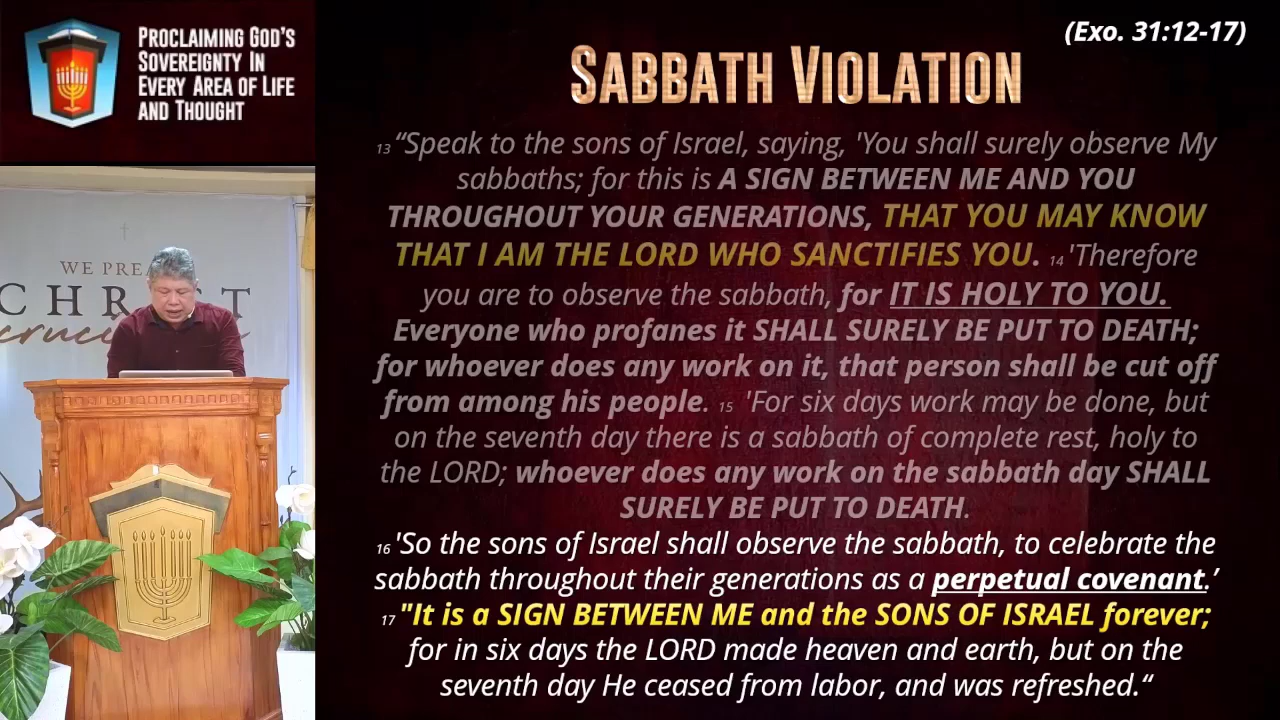 PROCLAIMING GOD'S
SOVEREIGNTY IN
EVERY AREA OF LIFE
AND THOUGHT
(Exo. 31:12-17)
SABBATH VIOLATION
13 “Speak to the sons of Israel, saying, 'You shall surely observe My
sabbaths; for this is A SIGN BETWEEN ME AND YOU
THROUGHOUT YOUR GENERATIONS, THAT YOU MAY KNOW
THAT I AM THE LORD WHO SANCTIFIES YOU. 14 'Therefore
you are to observe the sabbath, for IT IS HOLY TO YOU.
Everyone who profanes it SHALL SURELY BE PUT TO DEATH;
for whoever does any work on it, that person shall be cut off
from among his people. 15 'For six days work may be done, but
on the seventh day there is a sabbath of complete rest, holy to
the LORD; whoever does any work on the sabbath day SHALL
SURELY BE PUT TO DEATH.
16 'So the sons of Israel shall observe the sabbath, to celebrate the
sabbath throughout their generations as a perpetual covenant.’
17 "It is a SIGN BETWEEN ME and the SONS OF ISRAEL forever;
for in six days the LORD made heaven and earth, but on the
seventh day He ceased from labor, and was refreshed.“
WE PREA
CHRIST
cruci